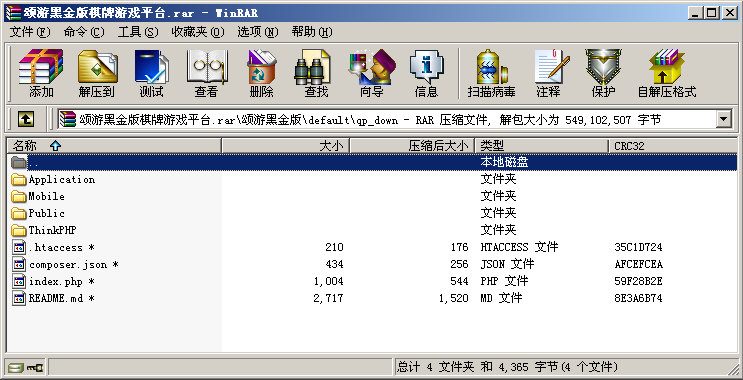 颂游黑金版棋牌游戏平台.rar - WinRAR
文件(F) 命令(C) 工具(S) 收藏夹(O) 选项(N) 帮助(H)
添加 解压到 测试 查看 删除 查找 向导 信息 扫描病毒 注释 保护 自解压格式
颂游黑金版棋牌游戏平台.rar\颂游黑金版\default\qp_down - RAR 压缩文件, 解包大小为 549,102,507 字节
名称 大小 压缩后大小 类型 CRC32
.. 本地磁盘
Application 文件夹
Mobile 文件夹
Public 文件夹
ThinkPHP 文件夹
.htaccess * 210 176 HTACCESS 文件 35C1D724
composer.json * 434 256 JSON 文件 AFCEFCEA
index.php * 1,004 544 PHP 文件 59F28B2E
README.md * 2,717 1,520 MD 文件 8E3A6B74
总计 4 文件夹 和 4,365 字节(4 个文件)